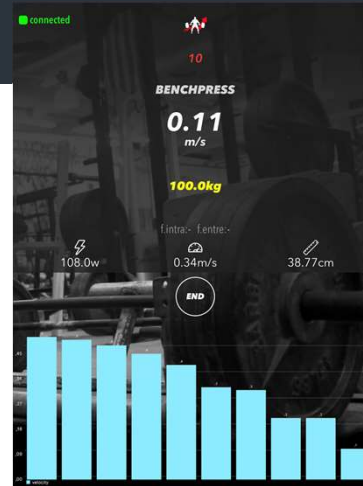 connected
10
BENCHPRESS
0.11
m/s
100.0kg
f.intra:- f.entre:-
108.0w 0.34m/s 38.77cm
END
velocity